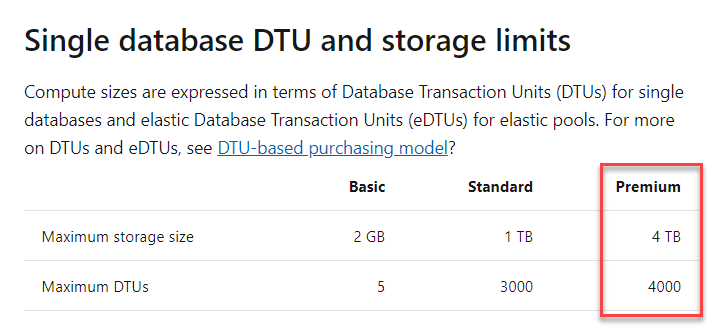 Single database DTU and storage limits
Compute sizes are expressed in terms of Database Transaction Units (DTUs) for single
databases and elastic Database Transaction Units (eDTUs) for elastic pools. For more
on DTUs and eDTUs, see DTU-based purchasing model?
Basic Standard Premium
Maximum storage size 2 GB 1 TB 4 TB
Maximum DTUs 5 3000 4000